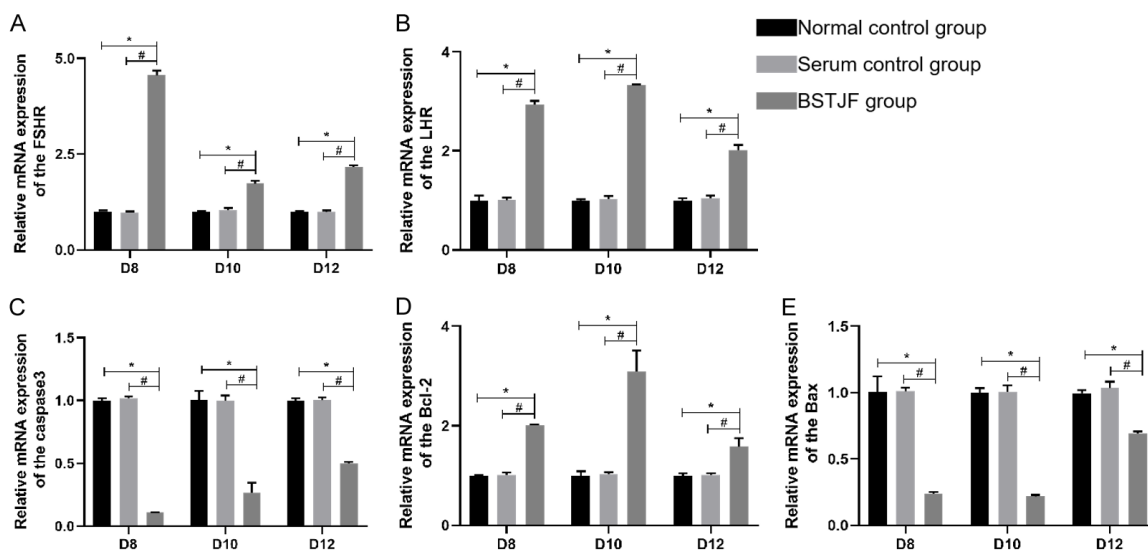 A
Relative mRNA expression
of the FSHR
5.0
2.5
0.0
*
#
*
#
*
#
D8
D10
D12
B
Relative mRNA expression
of the LHR
4
2
0
*
#
*
#
*
#
D8
D10
D12
Normal control group
Serum control group
BSTJF group
C
Relative mRNA expression
of the caspase3
1.5
1.0
0.5
0.0
*
#
*
#
*
#
D8
D10
D12
D
Relative mRNA expression
of the Bcl-2
4
2
0
*
#
*
#
*
#
D8
D10
D12
E
Relative mRNA expression
of the Bax
1.5
1.0
0.5
0.0
*
#
*
#
*
#
D8
D10
D12